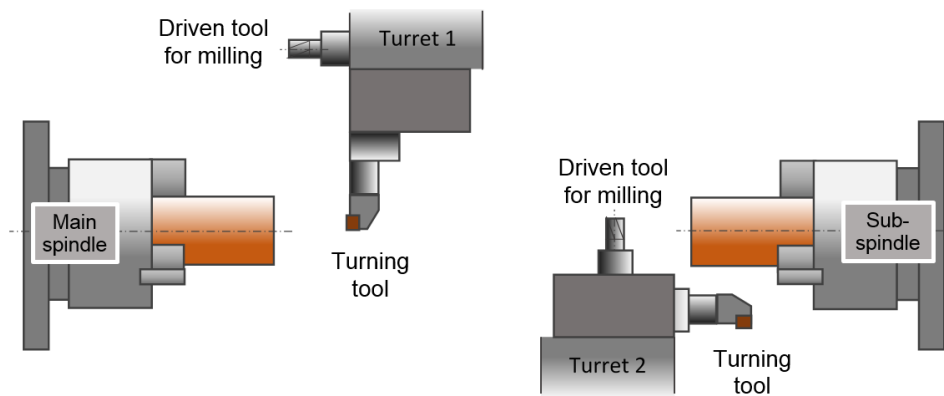 Driven tool
for milling
Turret 1
Main
spindle
Turning
tool
Driven tool
for milling
Sub-
spindle
Turret 2
Turning
tool